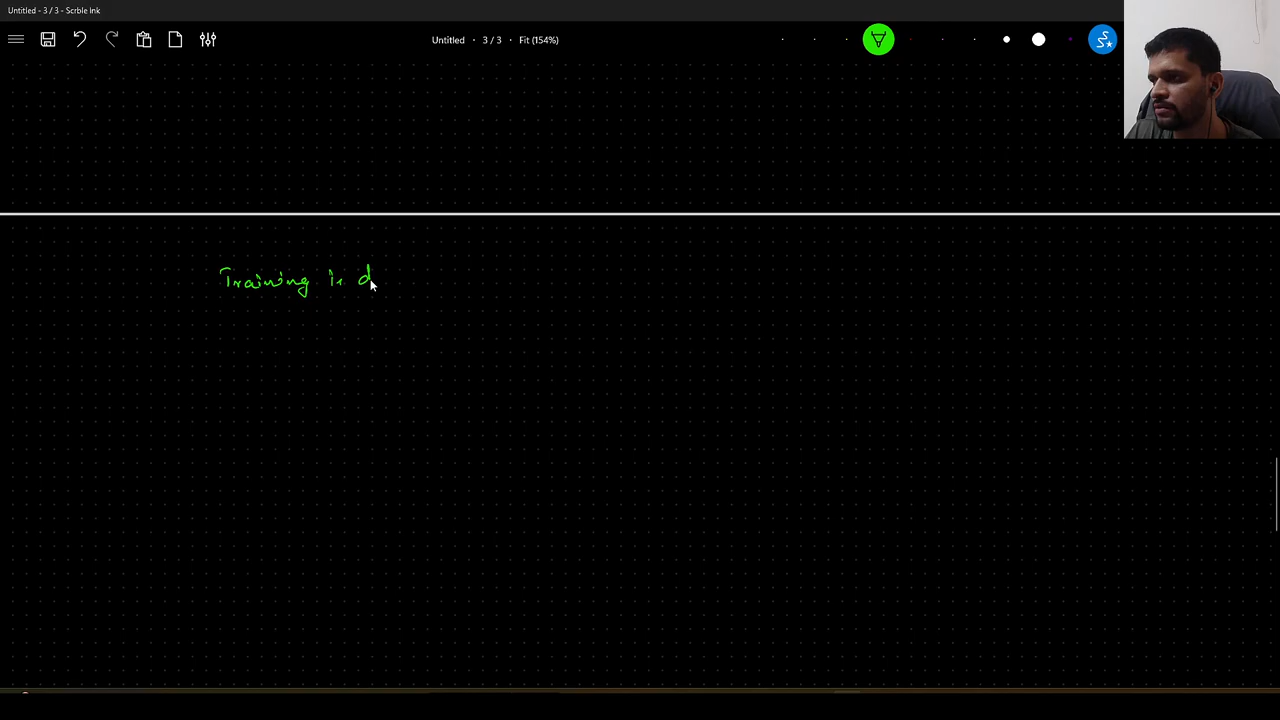 Untitled - 3 / 3 - Scrble Ink
Untitled · 3 / 3 · Fit (154%)
Training is d